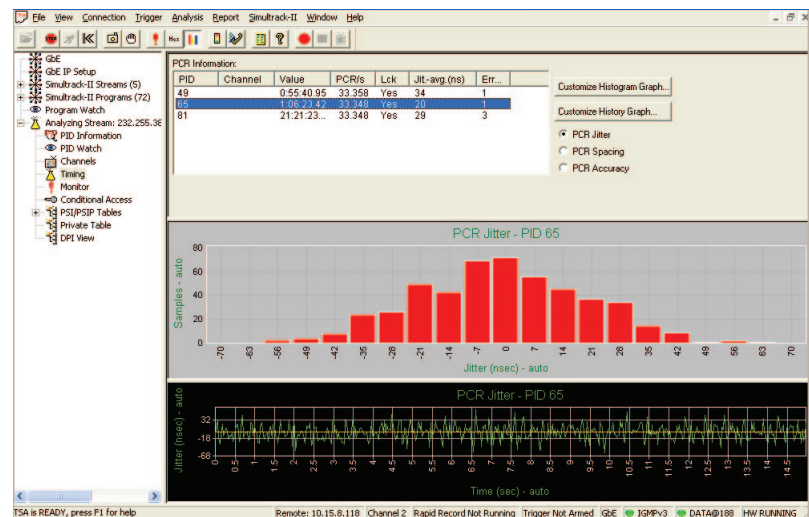 File View Connection Trigger Analysis Report Simultrack-II Window Help
STOP Hex
GbE
GbE IP Setup
Simultrack-II Streams (5)
Simultrack-II Programs (72)
Program Watch
Analyzing Stream: 232.255.36
PID Information
PID Watch
Channels
Timing
Monitor
Conditional Access
PSI/PSIP Tables
Private Table
DPI View
PCR Information:
PID Channel Value PCR/s Lck Jit.-avg.(ns) Err...
49 0:55:40.95 33.358 Yes 34 1
65 1:06:23.42 33.348 Yes 20 1
81 21:21:23... 33.348 Yes 29 3
Customize Histogram Graph...
Customize History Graph...
PCR Jitter
PCR Spacing
PCR Accuracy
PCR Jitter - PID 65
Samples - auto
80
60
40
20
0
-70 -63 -56 -49 -42 -35 -28 -21 -14 -7 0 7 14 21 28 35 42 49 56 63 70
Jitter (nsec) - auto
PCR Jitter - PID 65
Jitter (nsec) - auto
32
-18
-68
0 0.5 1 1.5 2 2.5 3 3.5 4 4.5 5 5.5 6 6.5 7 7.5 8 8.5 9 9.5 10 10.5 11 11.5 12 12.5 13 13.5 14 14.5
Time (sec) - auto
TSA is READY, press F1 for help Remote: 10.15.8.118 Channel 2 Rapid Record Not Running Trigger Not Armed GbE IGMPv3 DATA@188 HW RUNNING